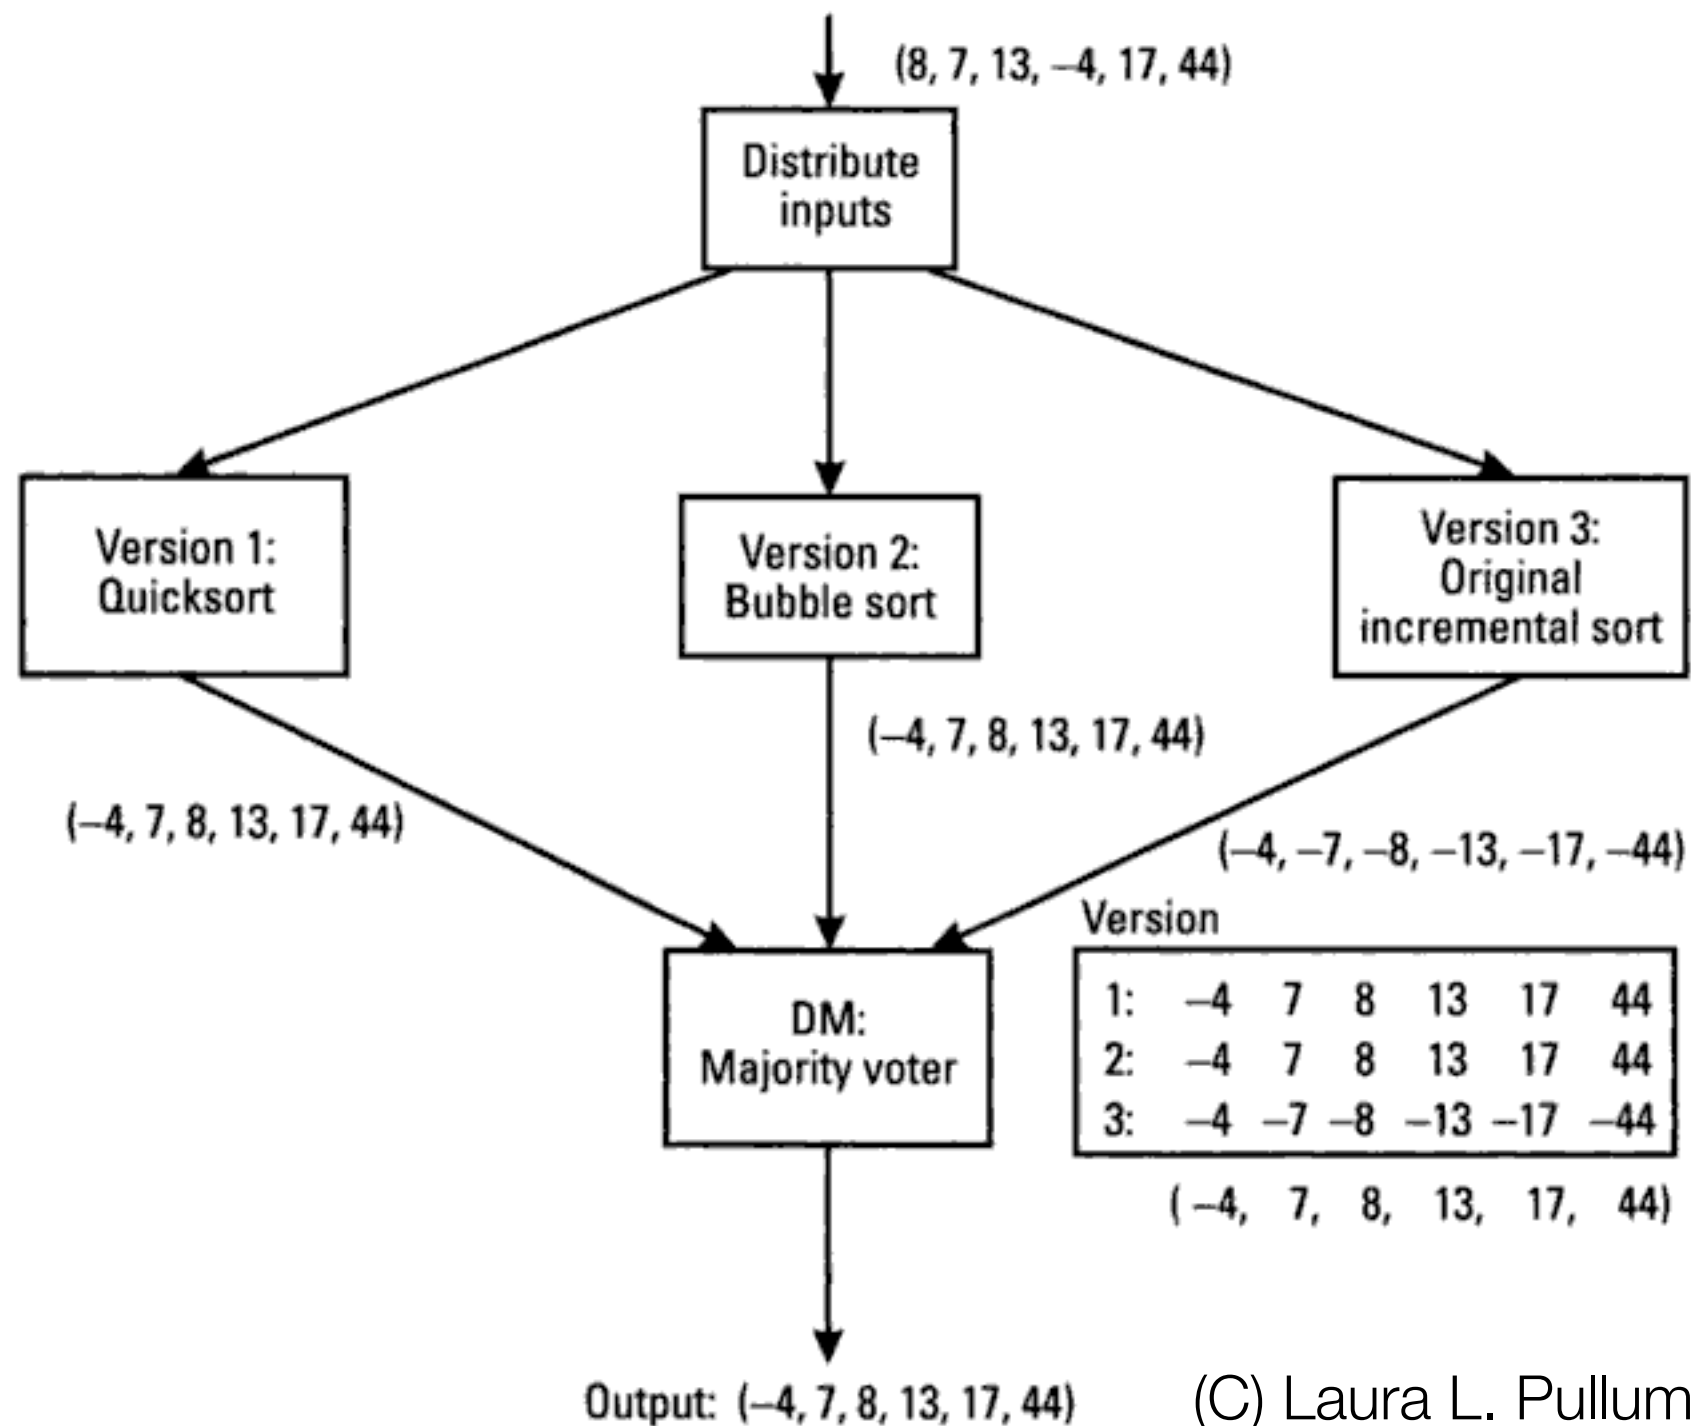 (8, 7, 13, –4, 17, 44)
Distribute
inputs
Version 1:
Quicksort
Version 2:
Bubble sort
Version 3:
Original
incremental sort
(–4, 7, 8, 13, 17, 44)
(–4, 7, 8, 13, 17, 44)
(–4, –7, –8, –13, –17, –44)
DM:
Majority voter
Version
1: –4 7 8 13 17 44
2: –4 7 8 13 17 44
3: –4 –7 –8 –13 –17 –44
( –4, 7, 8, 13, 17, 44)
Output: (–4, 7, 8, 13, 17, 44)
(C) Laura L. Pullum